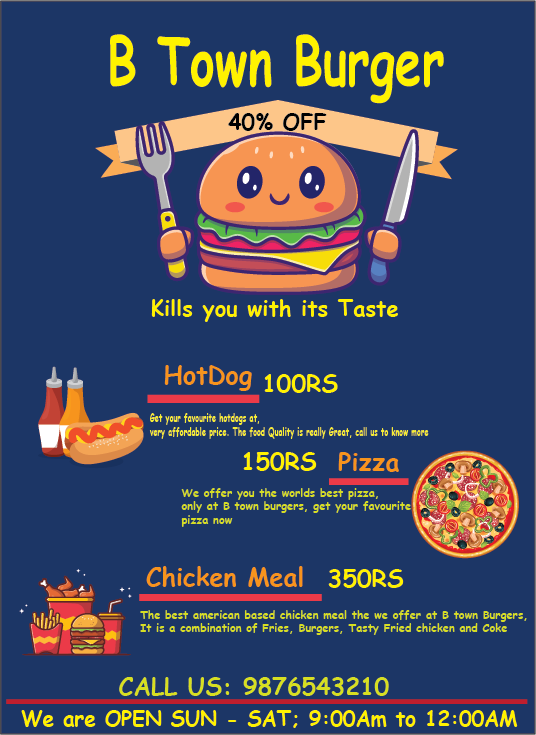 B Town Burger
40% OFF
Kills you with its Taste
HotDog 100RS
Get your favourite hotdogs at,
very affordable price. The food Quality is really Great, call us to know more
150RS Pizza
We offer you the worlds best pizza,
only at B town burgers, get your favourite
pizza now
Chicken Meal 350RS
The best american based chicken meal the we offer at B town Burgers,
It is a combination of Fries, Burgers, Tasty Fried chicken and Coke
CALL US: 9876543210
We are OPEN SUN - SAT; 9:00Am to 12:00AM